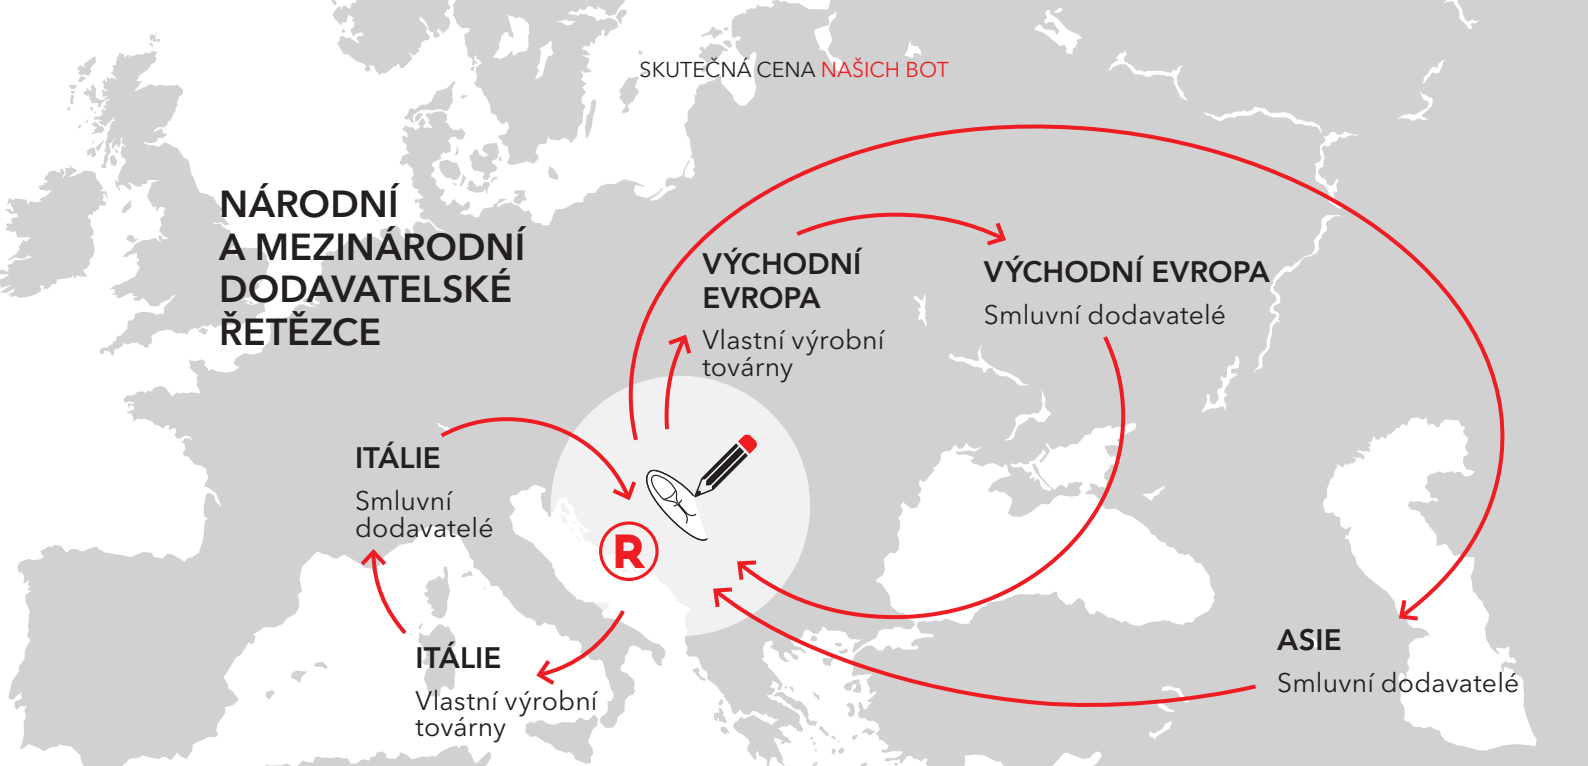 SKUTEČNÁ CENA NAŠICH BOT
NÁRODNÍ
A MEZINÁRODNÍ
DODAVATELSKÉ
ŘETĚZCE
VÝCHODNÍ
EVROPA
Vlastní výrobní
továrny
VÝCHODNÍ EVROPA
Smluvní dodavatelé
ITÁLIE
Smluvní
dodavatelé
R
ITÁLIE
Vlastní výrobní
továrny
ASIE
Smluvní dodavatelé